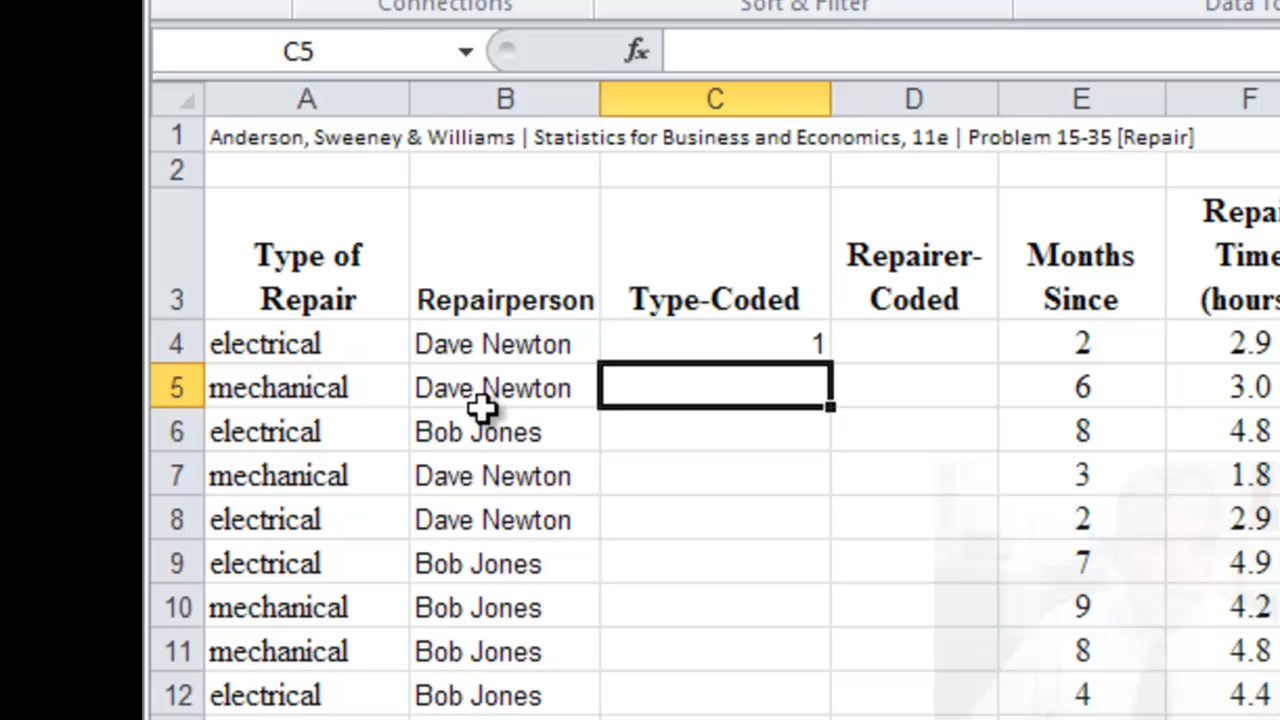 Connections Sort & Filter Data To
C5 fx
A B C D E F
1 Anderson, Sweeney & Williams | Statistics for Business and Economics, 11e | Problem 15-35 [Repair]
2
Repai
Type of Repairer- Months Time
3 Repair Repairperson Type-Coded Coded Since (hours
4 electrical Dave Newton 1 2 2.9
5 mechanical Dave Newton 6 3.0
6 electrical Bob Jones 8 4.8
7 mechanical Dave Newton 3 1.8
8 electrical Dave Newton 2 2.9
9 electrical Bob Jones 7 4.9
10 mechanical Bob Jones 9 4.2
11 mechanical Bob Jones 8 4.8
12 electrical Bob Jones 4 4.4